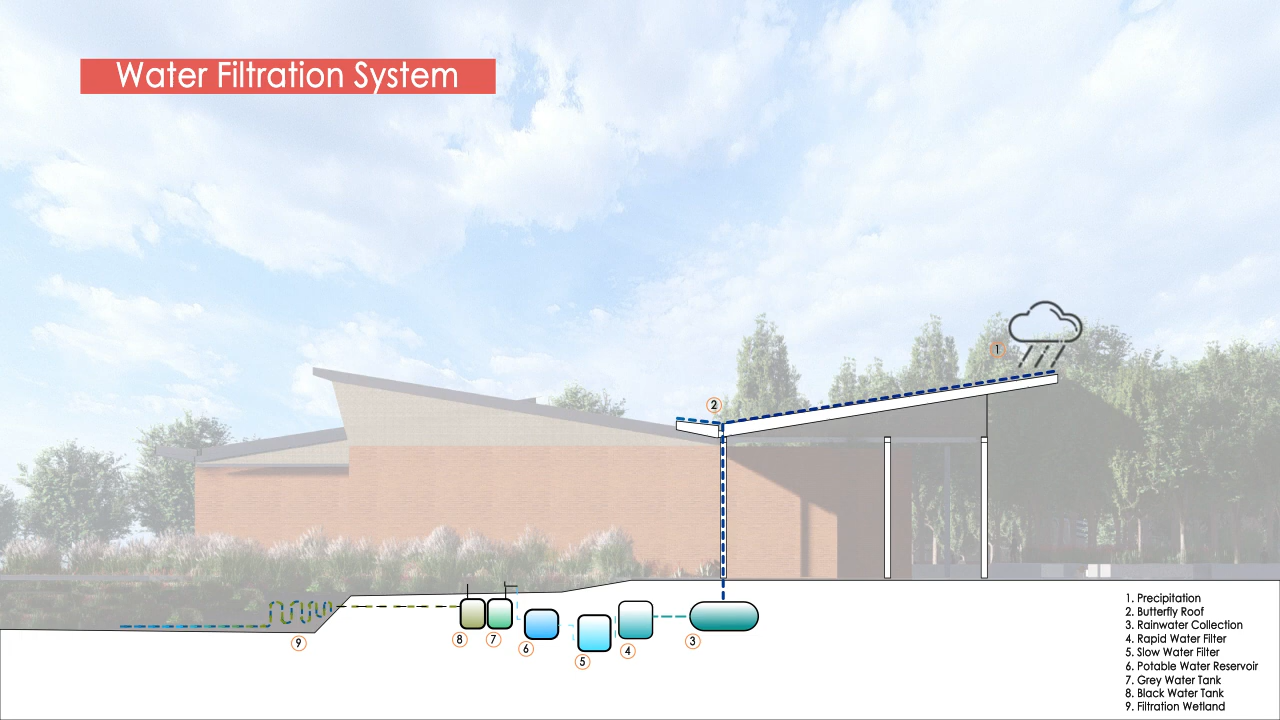 Water Filtration System
1
2
3
4
5
6
7
8
9
1. Precipitation
2. Butterfly Roof
3. Rainwater Collection
4. Rapid Water Filter
5. Slow Water Filter
6. Potable Water Reservoir
7. Grey Water Tank
8. Black Water Tank
9. Filtration Wetland